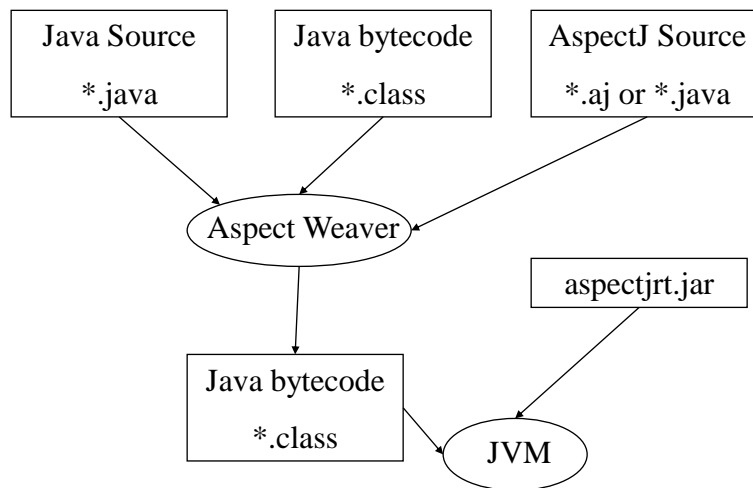 Java Source
*.java
Java bytecode
*.class
AspectJ Source
*.aj or *.java
Aspect Weaver
aspectjrt.jar
Java bytecode
*.class
JVM